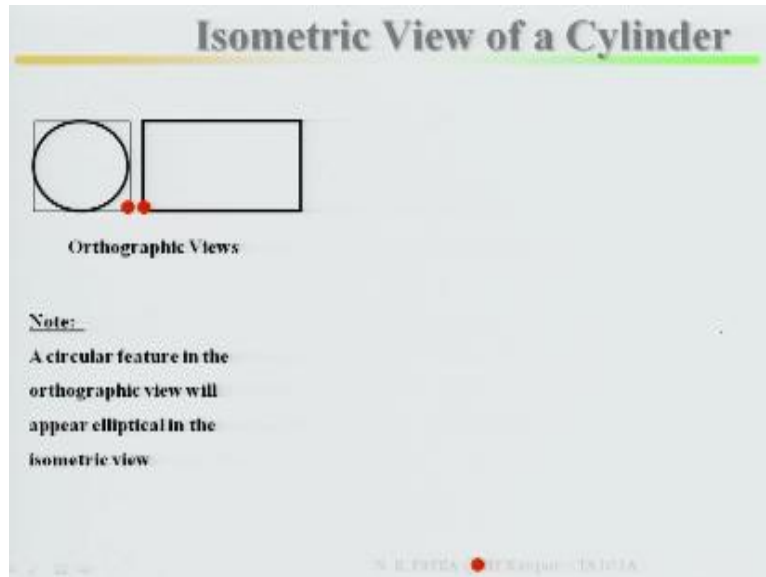 Isometric View of a Cylinder
Orthographic Views
Note:
A circular feature in the
orthographic view will
appear elliptical in the
isometric view